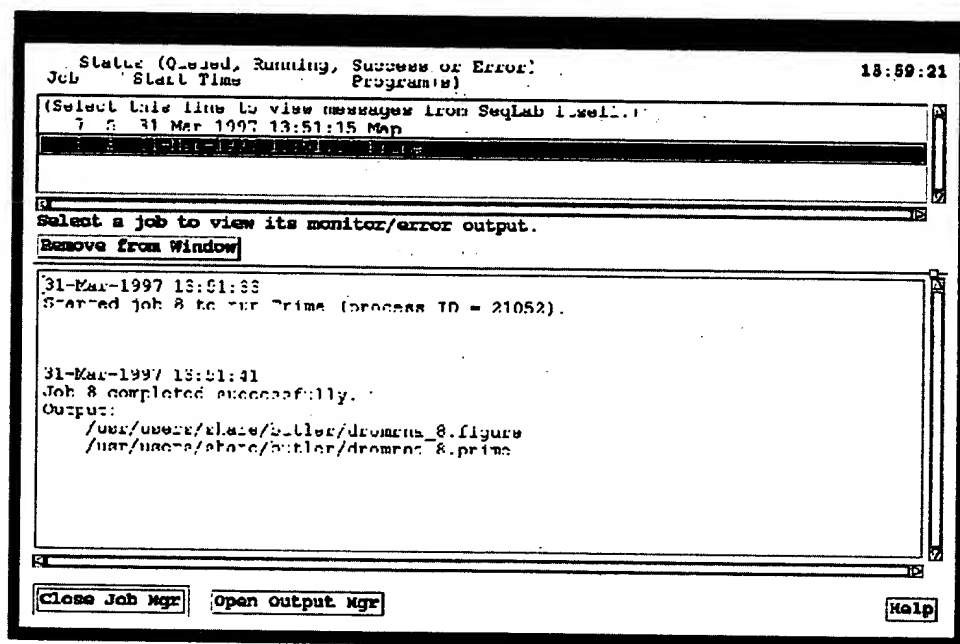 Status (Queued, Running, Success or Error)
13:59:21
Job Start Time Program(s)
(Select this line to view messages from SeqLab itself.)
7 S 31 Mar 1997 13:51:15 Map
Select a job to view its monitor/error output.
Remove from Window
31-Mar-1997 13:51:33
Started job 8 to run Prime (process ID = 21052).
31-Mar-1997 13:51:41
Job 8 completed successfully.
Output:
/usr/users/share/butler/dromrns_8.figure
/usr/users/share/butler/dromrns_8.prime
Close Job Mgr
Open Output Mgr
Help